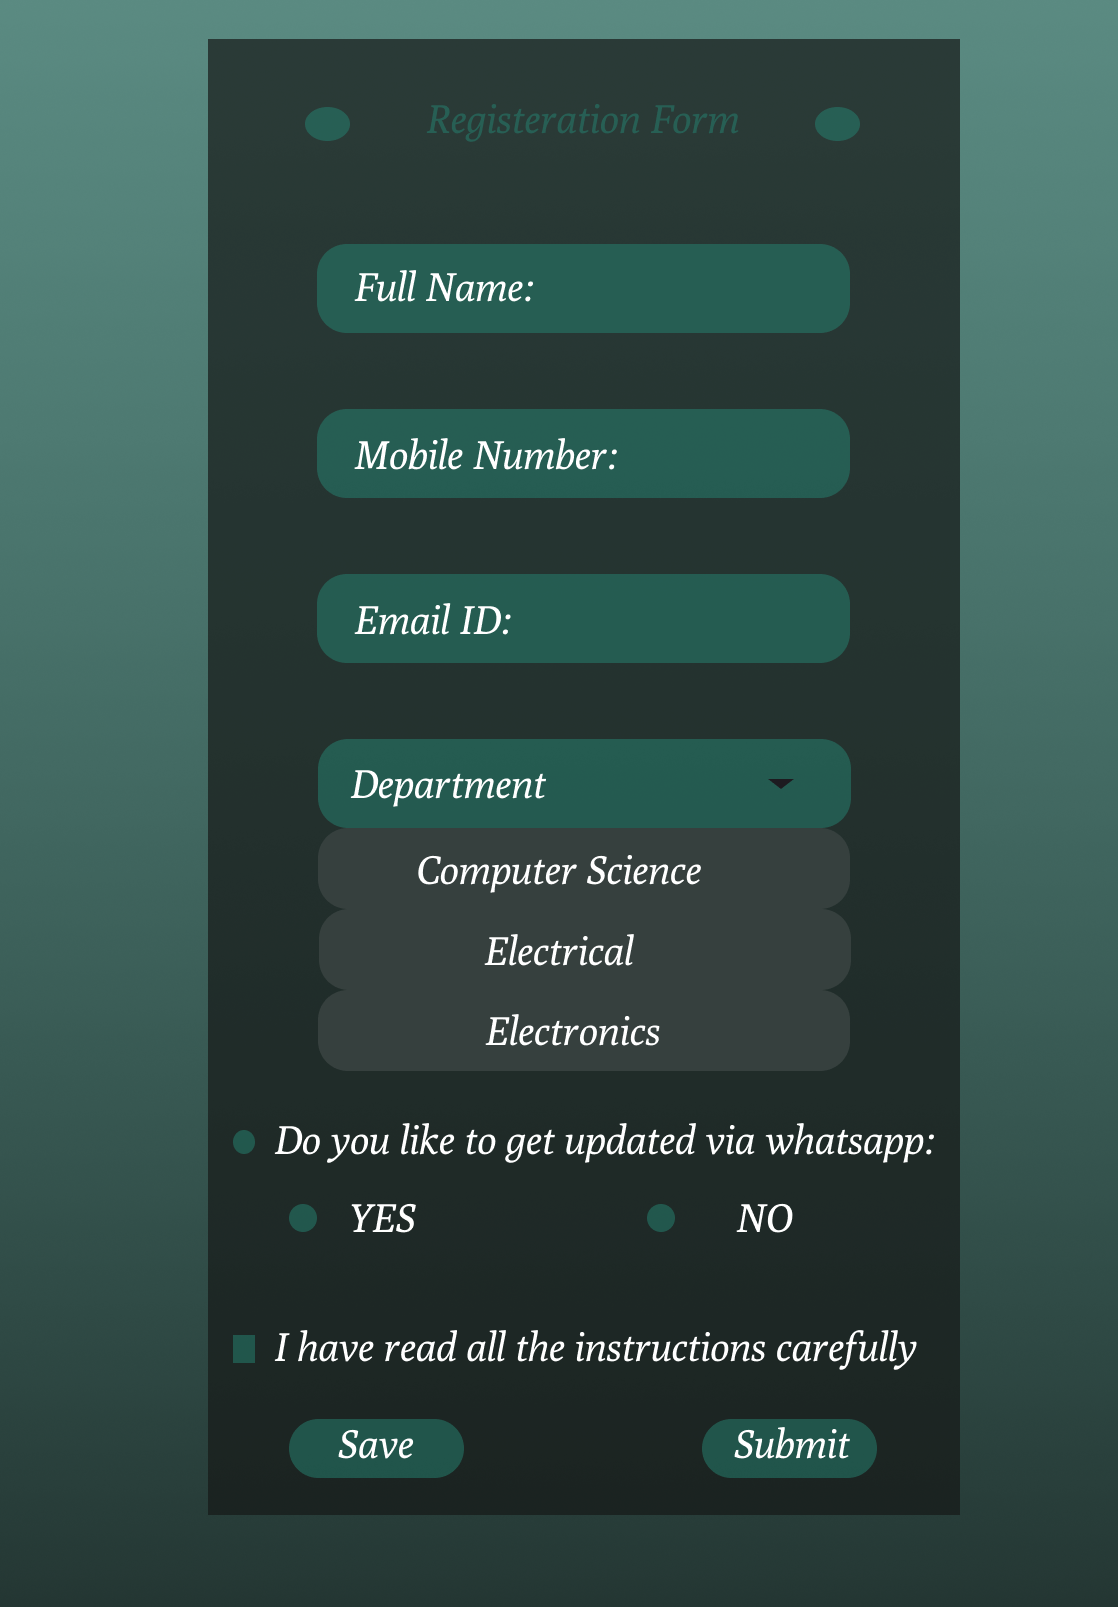 Registeration Form
Full Name:
Mobile Number:
Email ID:
Department
Computer Science
Electrical
Electronics
Do you like to get updated via whatsapp:
YES NO
I have read all the instructions carefully
Save Submit